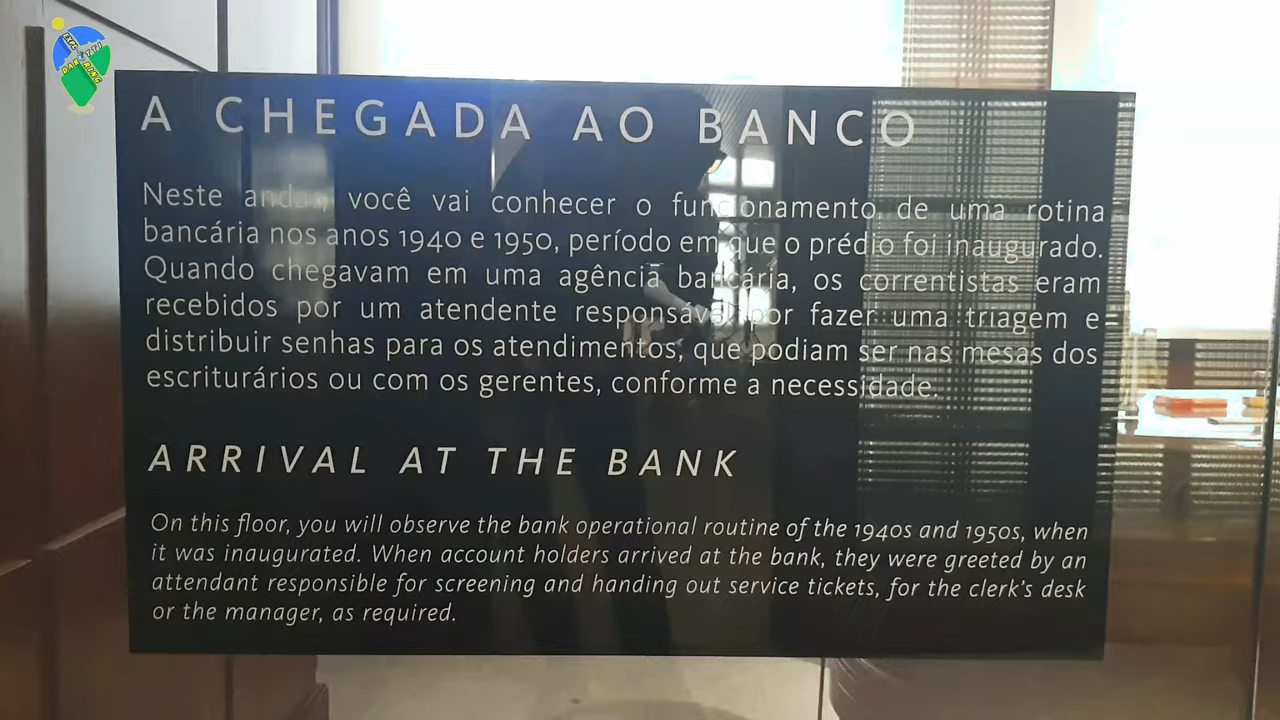 A CHEGADA AO BANCO
Neste andar, você vai conhecer o funcionamento de uma rotina
bancária nos anos 1940 e 1950, período em que o prédio foi inaugurado.
Quando chegavam em uma agência bancária, os correntistas eram
recebidos por um atendente responsável por fazer uma triagem e
distribuir senhas para os atendimentos, que podiam ser nas mesas dos
escriturários ou com os gerentes, conforme a necessidade.
ARRIVAL AT THE BANK
On this floor, you will observe the bank operational routine of the 1940s and 1950s, when
it was inaugurated. When account holders arrived at the bank, they were greeted by an
attendant responsible for screening and handing out service tickets, for the clerk's desk
or the manager, as required.